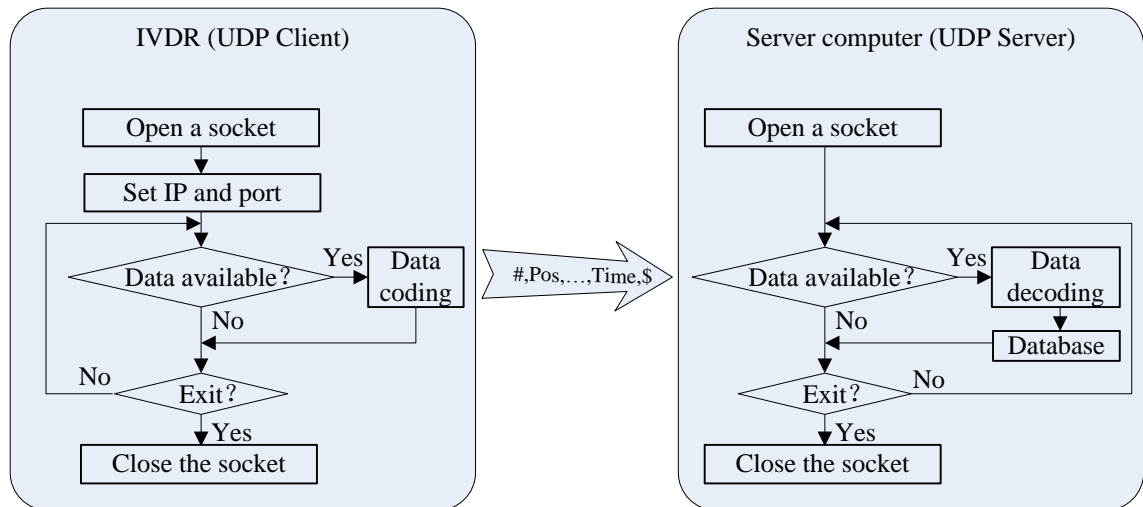 IVDR (UDP Client)
Open a socket
Set IP and port
Data available？
Yes
Data
coding
No
No
Exit？
Yes
Close the socket
#,Pos,…,Time,$
Server computer (UDP Server)
Open a socket
Data available？
Yes
Data
decoding
No
Database
Exit？
No
Yes
Close the socket